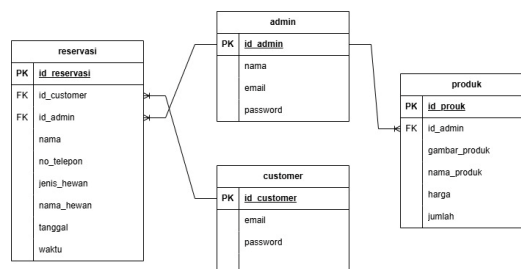 reservasi
PK id_reservasi
FK id_customer
FK id_admin
nama
no_telepon
jenis_hewan
nama_hewan
tanggal
waktu
admin
PK id_admin
nama
email
password
customer
PK id_customer
email
password
produk
PK id_prouk
FK id_admin
gambar_produk
nama_produk
harga
jumlah